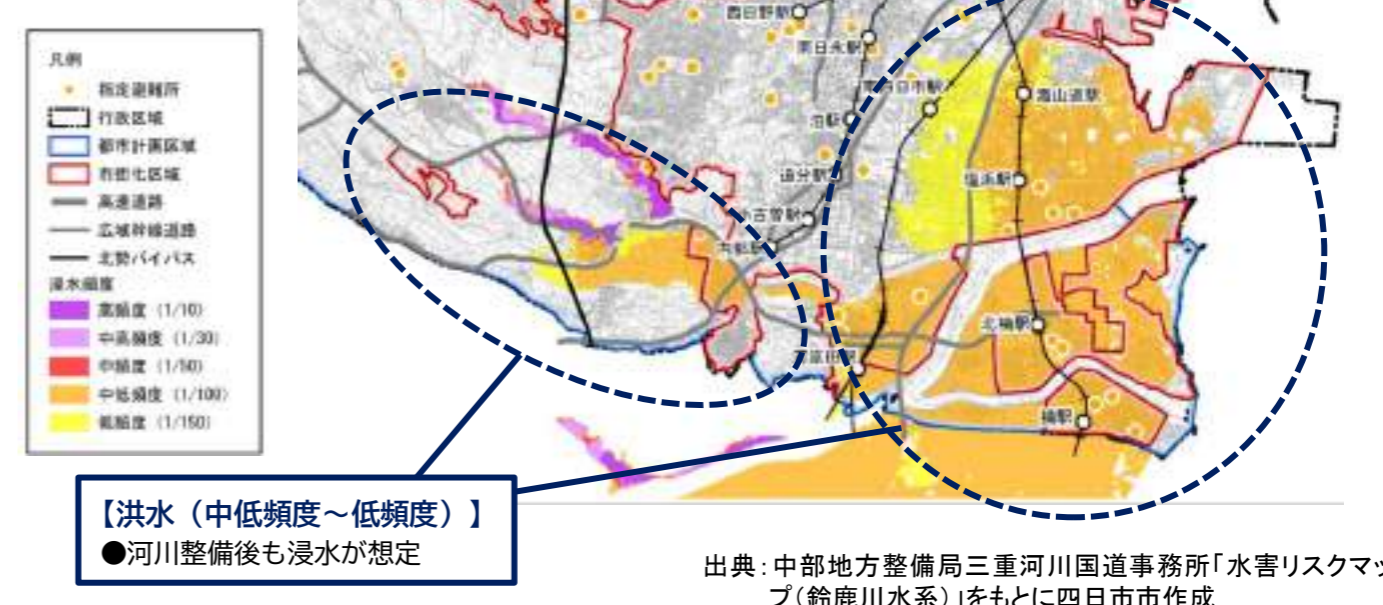 凡例
指定避難所
行政区域
都市計画区域
市街化区域
高速道路
広域幹線道路
北勢バイパス
浸水頻度
高頻度 (1/10)
中高頻度 (1/30)
中頻度 (1/50)
中低頻度 (1/100)
低頻度 (1/150)
西日野駅
南日永駅
南四日市駅
海山道駅
泊駅
追分駅
塩浜駅
小古曽駅
北楠駅
河原田駅
楠駅
【洪水（中低頻度～低頻度）】
●河川整備後も浸水が想定
出典：中部地方整備局三重河川国道事務所「水害リスクマッ
プ(鈴鹿川水系)」をもとに四日市市作成